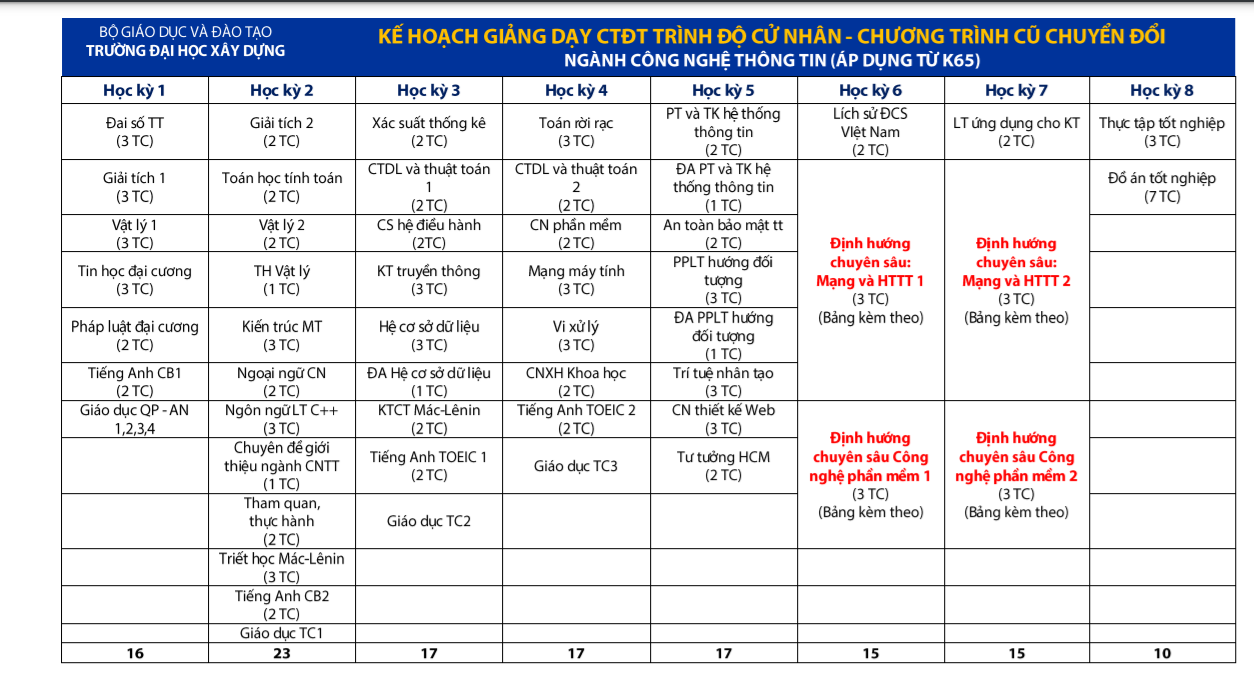 BỘ GIÁO DỤC VÀ ĐÀO TẠO
TRƯỜNG ĐẠI HỌC XÂY DỰNG
KẾ HOẠCH GIẢNG DẠY CTĐT TRÌNH ĐỘ CỬ NHÂN - CHƯƠNG TRÌNH CŨ CHUYỂN ĐỔI
NGÀNH CÔNG NGHỆ THÔNG TIN (ÁP DỤNG TỪ K65)
Học kỳ 1 Học kỳ 2 Học kỳ 3 Học kỳ 4 Học kỳ 5 Học kỳ 6 Học kỳ 7 Học kỳ 8
Đai số TT
(3 TC)
Giải tích 2
(2 TC)
Xác suất thống kê
(2 TC)
Toán rời rạc
(3 TC)
PT và TK hệ thống
thông tin
(2 TC)
Lích sử ĐCS
VIệt Nam
(2 TC)
LT ứng dụng cho KT
(2 TC)
Thực tập tốt nghiệp
(3 TC)
Giải tích 1
(3 TC)
Toán học tính toán
(2 TC)
CTDL và thuật toán
1
(2 TC)
CTDL và thuật toán
2
(2 TC)
ĐA PT và TK hệ
thống thông tin
(1 TC)
Định hướng
chuyên sâu:
Mạng và HTTT 1
(3 TC)
(Bảng kèm theo)
Định hướng
chuyên sâu:
Mạng và HTTT 2
(3 TC)
(Bảng kèm theo)
Đồ án tốt nghiệp
(7 TC)
Vật lý 1
(3 TC)
Vật lý 2
(2 TC)
CS hệ điều hành
(2TC)
CN phần mềm
(2 TC)
An toàn bảo mật tt
(2 TC)
Tin học đại cương
(3 TC)
TH Vật lý
(1 TC)
KT truyền thông
(3 TC)
Mạng máy tính
(3 TC)
PPLT hướng đối
tượng
(3 TC)
Pháp luật đại cương
(2 TC)
Kiến trúc MT
(3 TC)
Hệ cơ sở dữ liệu
(3 TC)
Vi xử lý
(3 TC)
ĐA PPLT hướng
đối tượng
(1 TC)
Tiếng Anh CB1
(2 TC)
Ngoại ngữ CN
(2 TC)
ĐA Hệ cơ sở dữ liệu
(1 TC)
CNXH Khoa học
(2 TC)
Trí tuệ nhân tạo
(3 TC)
Giáo dục QP - AN
1,2,3,4
Ngôn ngữ LT C++
(3 TC)
KTCT Mác-Lênin
(2 TC)
Tiếng Anh TOEIC 2
(2 TC)
CN thiết kế Web
(3 TC)
Định hướng
chuyên sâu Công
nghệ phần mềm 1
(3 TC)
(Bảng kèm theo)
Định hướng
chuyên sâu Công
nghệ phần mềm 2
(3 TC)
(Bảng kèm theo)
Chuyên đề giới
thiệu ngành CNTT
(1 TC)
Tiếng Anh TOEIC 1
(2 TC)
Giáo dục TC3
Tư tưởng HCM
(2 TC)
Tham quan,
thực hành
(2 TC)
Giáo dục TC2
Triết học Mác-Lênin
(3 TC)
Tiếng Anh CB2
(2 TC)
Giáo dục TC1
16 23 17 17 17 15 15 10